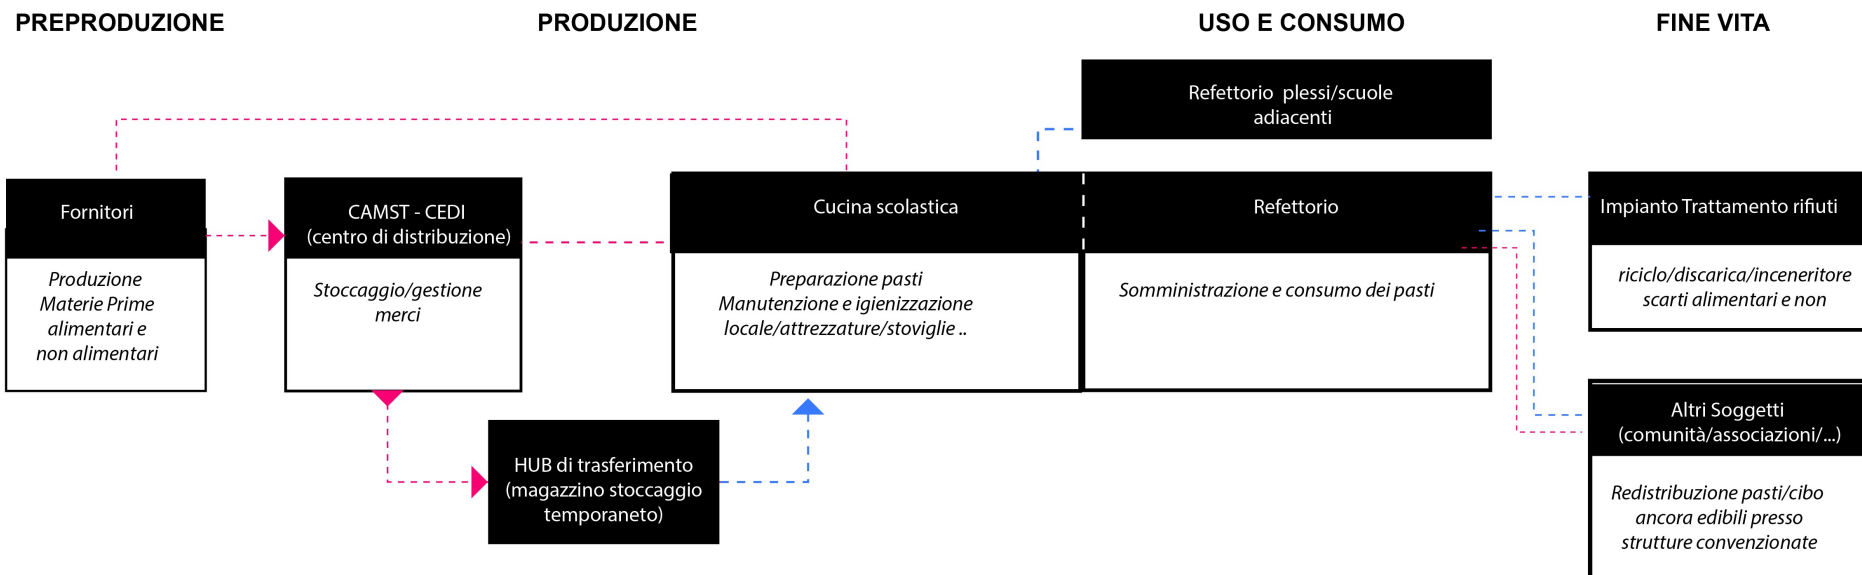 PREPRODUZIONE
PRODUZIONE
USO E CONSUMO
FINE VITA
Refettorio plessi/scuole
adiacenti
Fornitori
Produzione
Materie Prime
alimentari e
non alimentari
CAMST - CEDI
(centro di distribuzione)
Stoccaggio/gestione
merci
HUB di trasferimento
(magazzino stoccaggio
temporaneto)
Cucina scolastica
Preparazione pasti
Manutenzione e igienizzazione
locale/attrezzature/stoviglie ..
Refettorio
Somministrazione e consumo dei pasti
Impianto Trattamento rifiuti
riciclo/discarica/inceneritore
scarti alimentari e non
Altri Soggetti
(comunità/associazioni/...)
Redistribuzione pasti/cibo
ancora edibili presso
strutture convenzionate